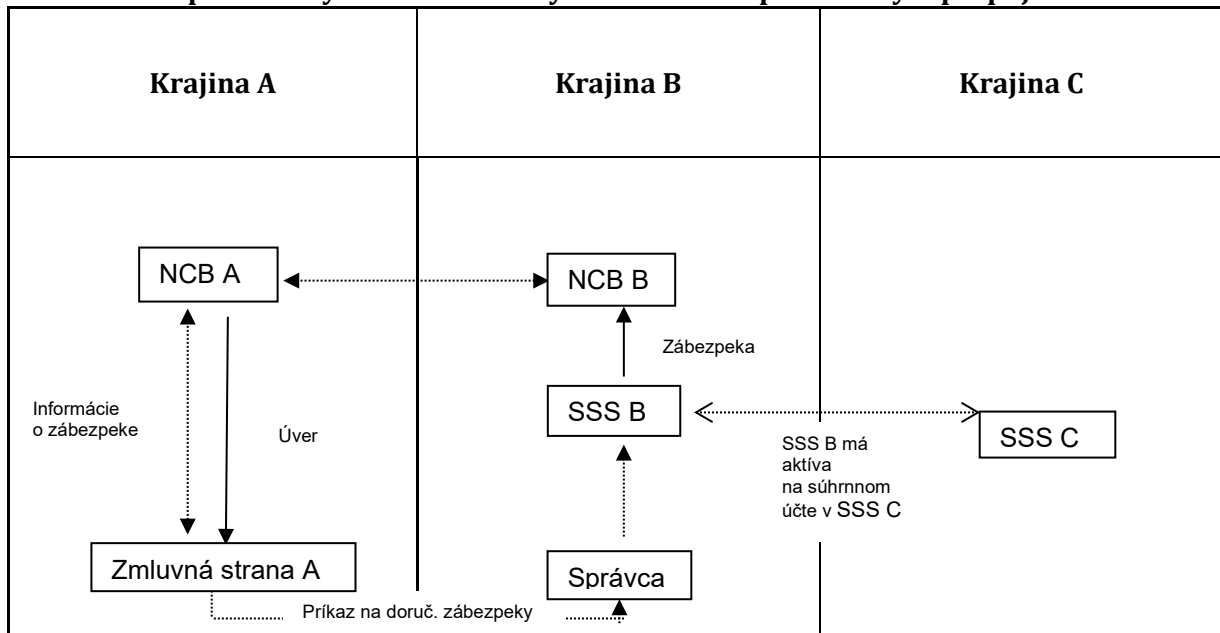 Krajina A
Krajina B
Krajina C
NCB A
NCB B
Zábezpeka
Informácie
o zábezpeke
Úver
SSS B
SSS C
SSS B má
aktíva
na súhrnnom
účte v SSS C
Zmluvná strana A
Správca
Príkaz na doruč. zábezpeky